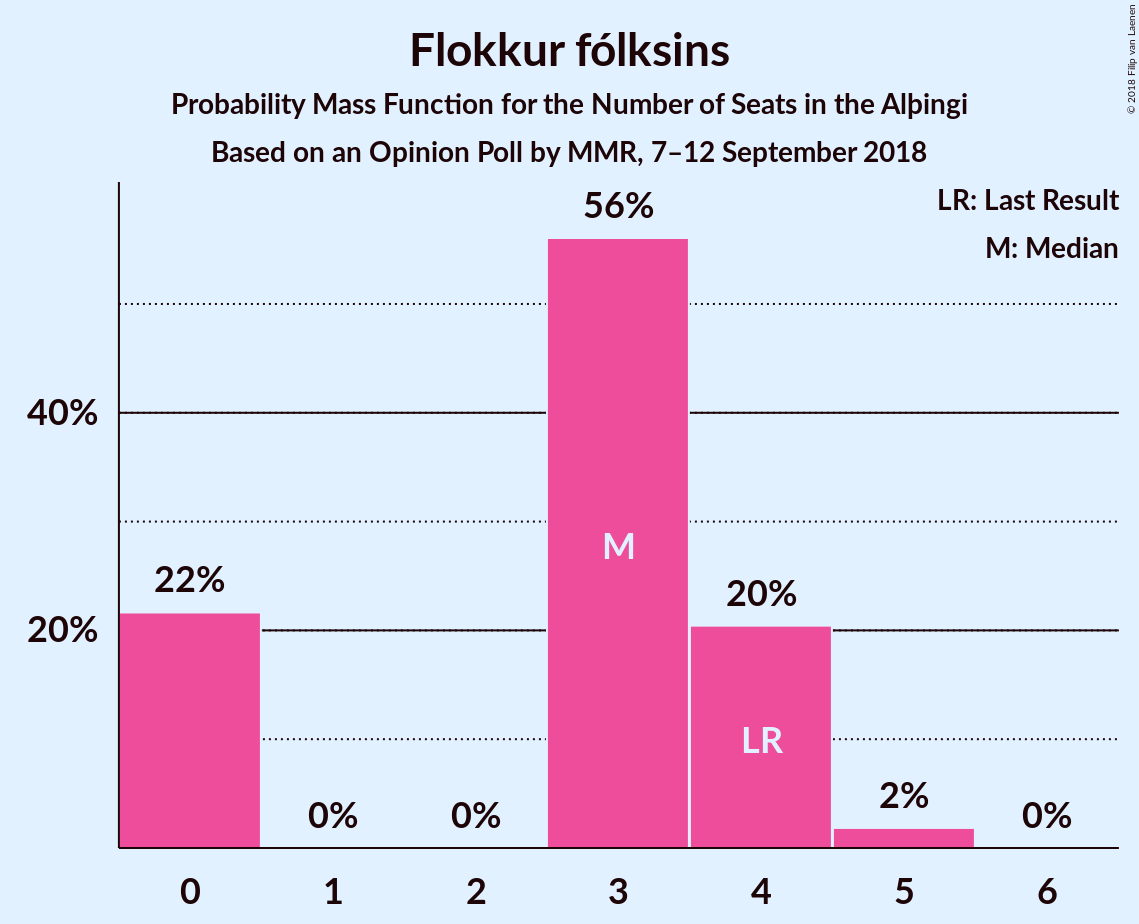 Flokkur fólksins
Probability Mass Function for the Number of Seats in the Alþingi
Based on an Opinion Poll by MMR, 7–12 September 2018
© 2018 Filip van Laenen
LR: Last Result
M: Median
56%
40%
M
22%
20%
20%
LR
0%
0%
2%
0%
0 1 2 3 4 5 6